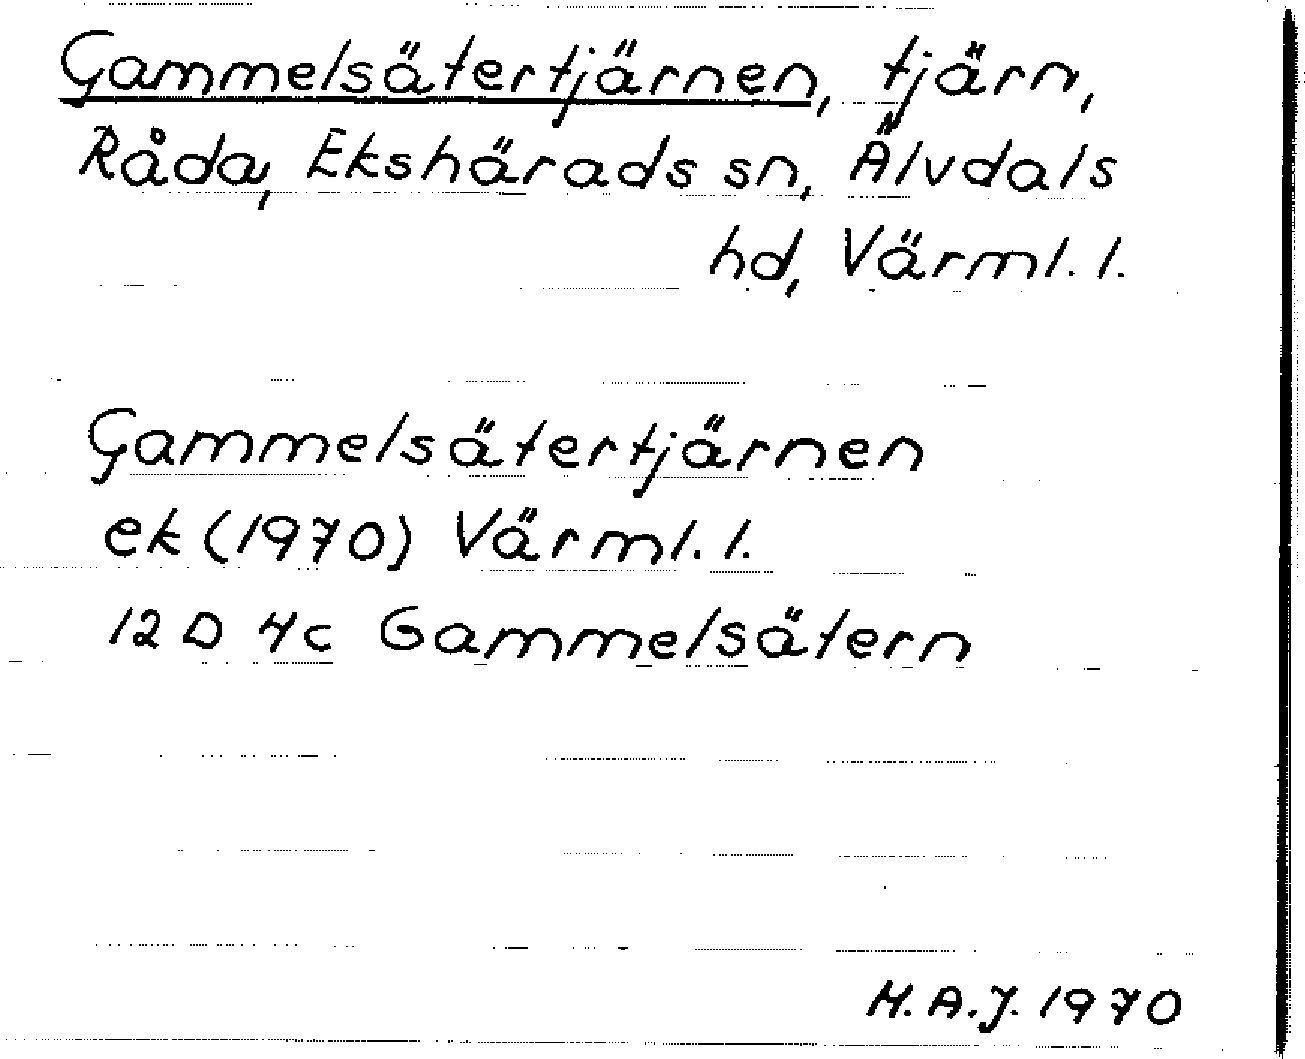 Gammelsätertjärnen, tjärn,
Råda, Ekshärads sn, Älvdals
hd, Värml. l.
Gammelsätertjärnen
ek (1970) Värml. l.
12 D 4c Gammelsätern
H.A.J. 1970